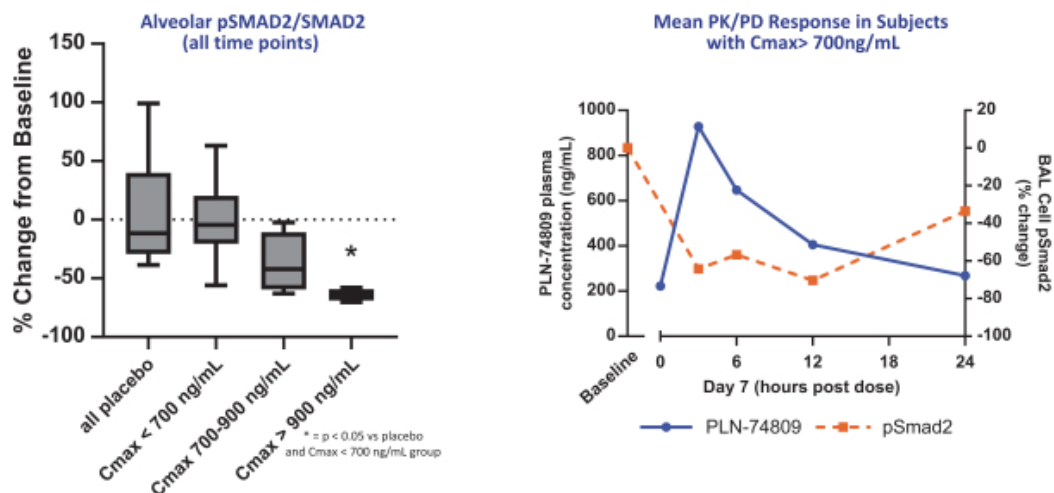 Alveolar pSMAD2/SMAD2
(all time points)
% Change from Baseline
150
100
50
0
-50
-100
all placebo
Cmax < 700 ng/mL
Cmax 700-900 ng/mL
Cmax > 900 ng/mL
*
* = p < 0.05 vs placebo
and Cmax < 700 ng/mL group
Mean PK/PD Response in Subjects
with Cmax> 700ng/mL
PLN-74809 plasma
concentration (ng/mL)
1000
800
600
400
200
0
20
0
-20
-40
-60
-80
-100
BAL Cell pSmad2
(% change)
Baseline
0
6
12
18
24
Day 7 (hours post dose)
PLN-74809
pSmad2